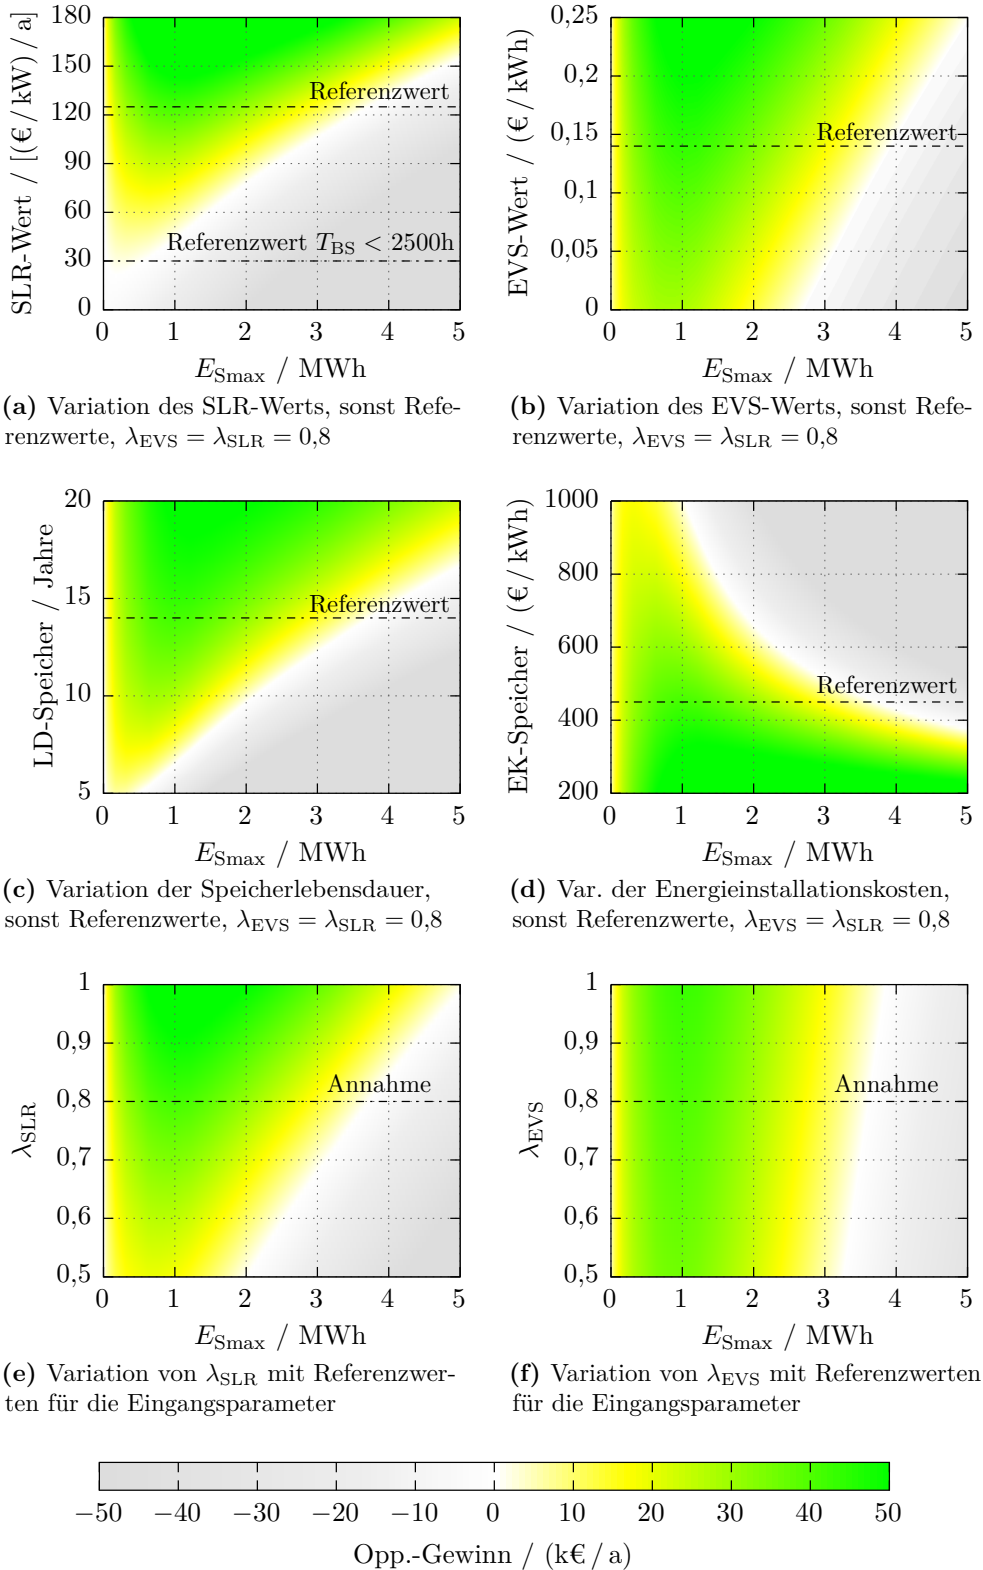 SLR-Wert / [(€ / kW) / a]
180
150
120
90
60
30
0
Referenzwert
Referenzwert T_BS < 2500h
0 1 2 3 4 5
E_Smax / MWh
(a) Variation des SLR-Werts, sonst Refe-
renzwerte, λ_EVS = λ_SLR = 0,8
EVS-Wert / (€ / kWh)
0,25
0,2
0,15
0,1
0,05
0
Referenzwert
0 1 2 3 4 5
E_Smax / MWh
(b) Variation des EVS-Werts, sonst Refe-
renzwerte, λ_EVS = λ_SLR = 0,8
LD-Speicher / Jahre
20
15
10
5
Referenzwert
0 1 2 3 4 5
E_Smax / MWh
(c) Variation der Speicherlebensdauer,
sonst Referenzwerte, λ_EVS = λ_SLR = 0,8
EK-Speicher / (€ / kWh)
1000
800
600
400
200
Referenzwert
0 1 2 3 4 5
E_Smax / MWh
(d) Var. der Energieinstallationskosten,
sonst Referenzwerte, λ_EVS = λ_SLR = 0,8
λ_SLR
1
0,9
0,8
0,7
0,6
0,5
Annahme
0 1 2 3 4 5
E_Smax / MWh
(e) Variation von λ_SLR mit Referenzwer-
ten für die Eingangsparameter
λ_EVS
1
0,9
0,8
0,7
0,6
0,5
Annahme
0 1 2 3 4 5
E_Smax / MWh
(f) Variation von λ_EVS mit Referenzwerten
für die Eingangsparameter
−50 −40 −30 −20 −10 0 10 20 30 40 50
Opp.-Gewinn / (k€ / a)